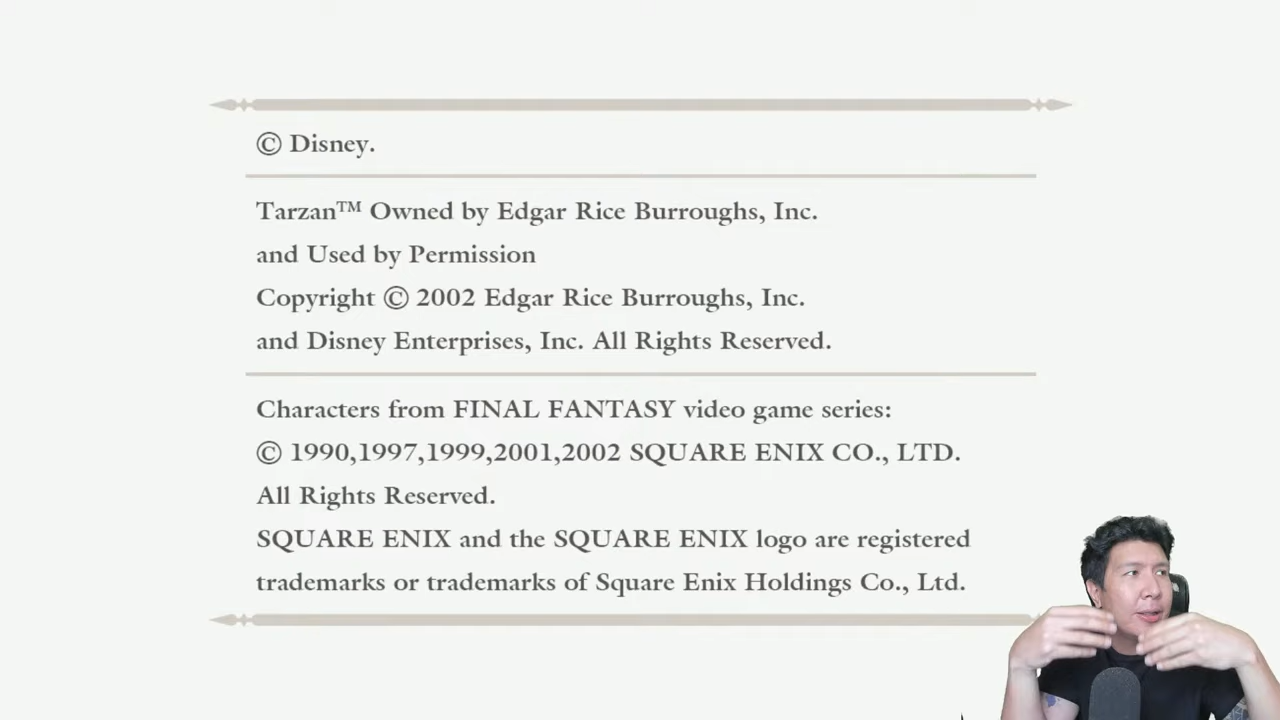 © Disney.
Tarzan™ Owned by Edgar Rice Burroughs, Inc.
and Used by Permission
Copyright © 2002 Edgar Rice Burroughs, Inc.
and Disney Enterprises, Inc. All Rights Reserved.
Characters from FINAL FANTASY video game series:
© 1990,1997,1999,2001,2002 SQUARE ENIX CO., LTD.
All Rights Reserved.
SQUARE ENIX and the SQUARE ENIX logo are registered
trademarks or trademarks of Square Enix Holdings Co., Ltd.